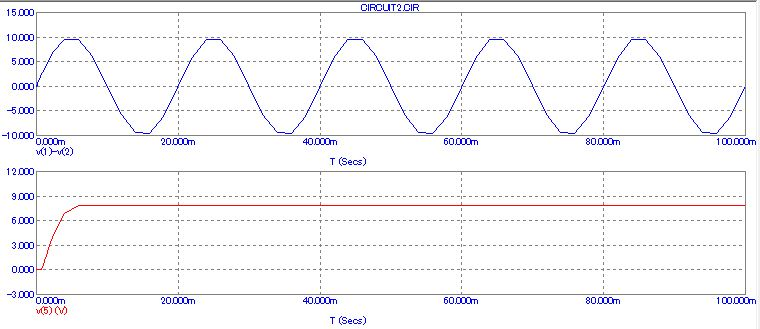 CIRCUIT2.CIR
15.000
10.000
5.000
0.000
-5.000
-10.000
0.000m 20.000m 40.000m 60.000m 80.000m 100.000m
v(1)-v(2)
T (Secs)
12.000
9.000
6.000
3.000
0.000
-3.000
0.000m 20.000m 40.000m 60.000m 80.000m 100.000m
v(5) (V)
T (Secs)